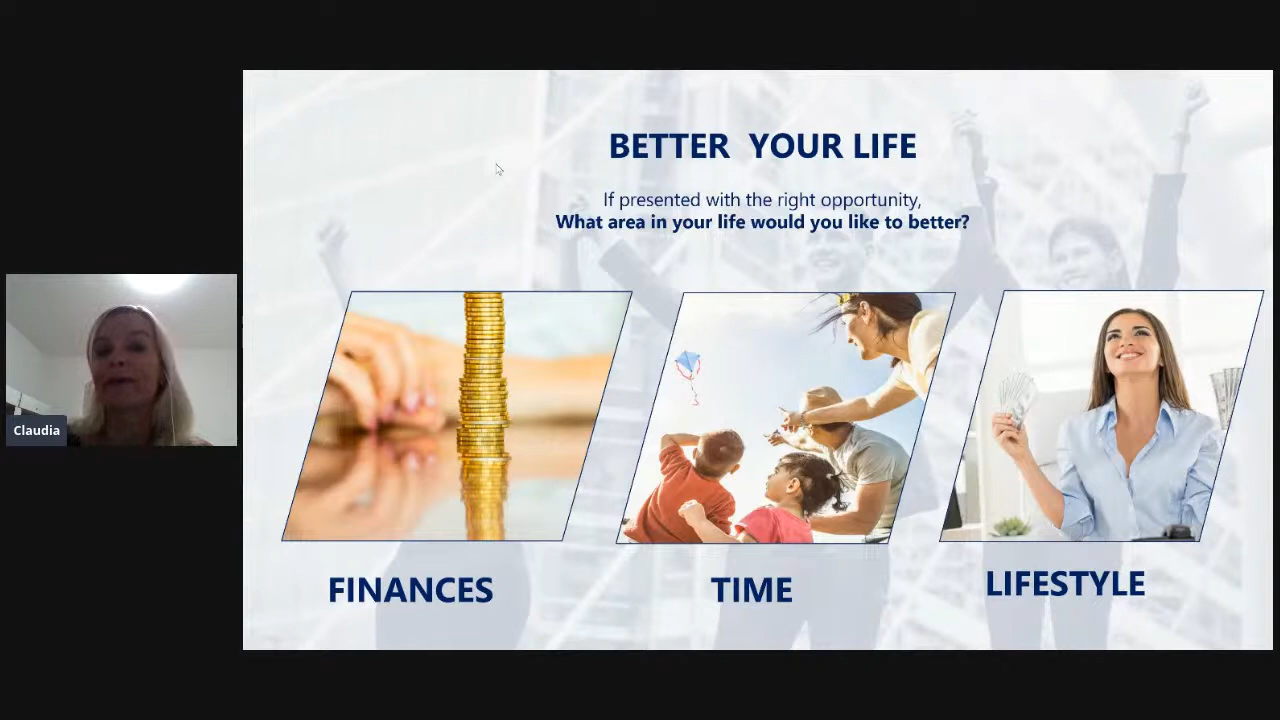 BETTER YOUR LIFE
If presented with the right opportunity,
What area in your life would you like to better?
Claudia
FINANCES
TIME
LIFESTYLE